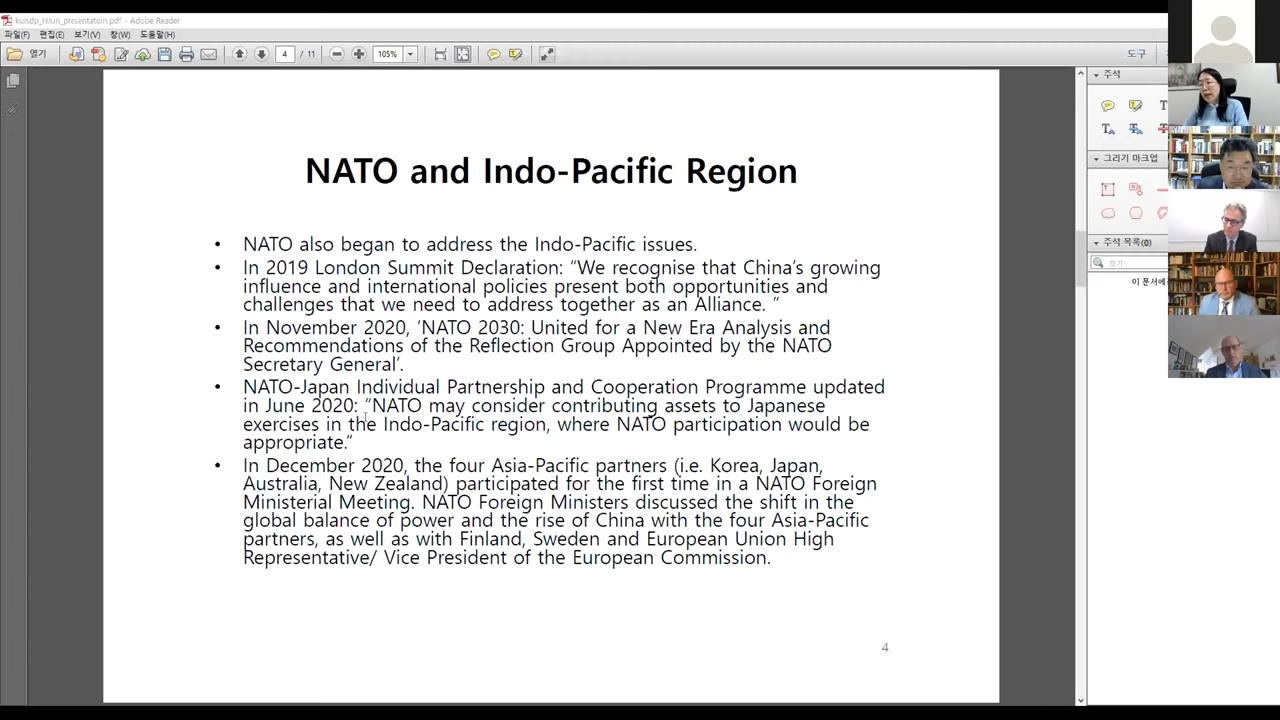 kuisdp_HJun_presentatoin.pdf - Adobe Reader
파일(F) 편집(E) 보기(V) 창(W) 도움말(H)
열기 4 / 11 105% 도구
주석
NATO and Indo-Pacific Region
• NATO also began to address the Indo-Pacific issues.
• In 2019 London Summit Declaration: “We recognise that China’s growing
influence and international policies present both opportunities and
challenges that we need to address together as an Alliance. ”
• In November 2020, ‘NATO 2030: United for a New Era Analysis and
Recommendations of the Reflection Group Appointed by the NATO
Secretary General’.
• NATO-Japan Individual Partnership and Cooperation Programme updated
in June 2020: “NATO may consider contributing assets to Japanese
exercises in the Indo-Pacific region, where NATO participation would be
appropriate.”
• In December 2020, the four Asia-Pacific partners (i.e. Korea, Japan,
Australia, New Zealand) participated for the first time in a NATO Foreign
Ministerial Meeting. NATO Foreign Ministers discussed the shift in the
global balance of power and the rise of China with the four Asia-Pacific
partners, as well as with Finland, Sweden and European Union High
Representative/ Vice President of the European Commission.
4
그리기 마크업
주석 목록(0)
찾기
이 문서에